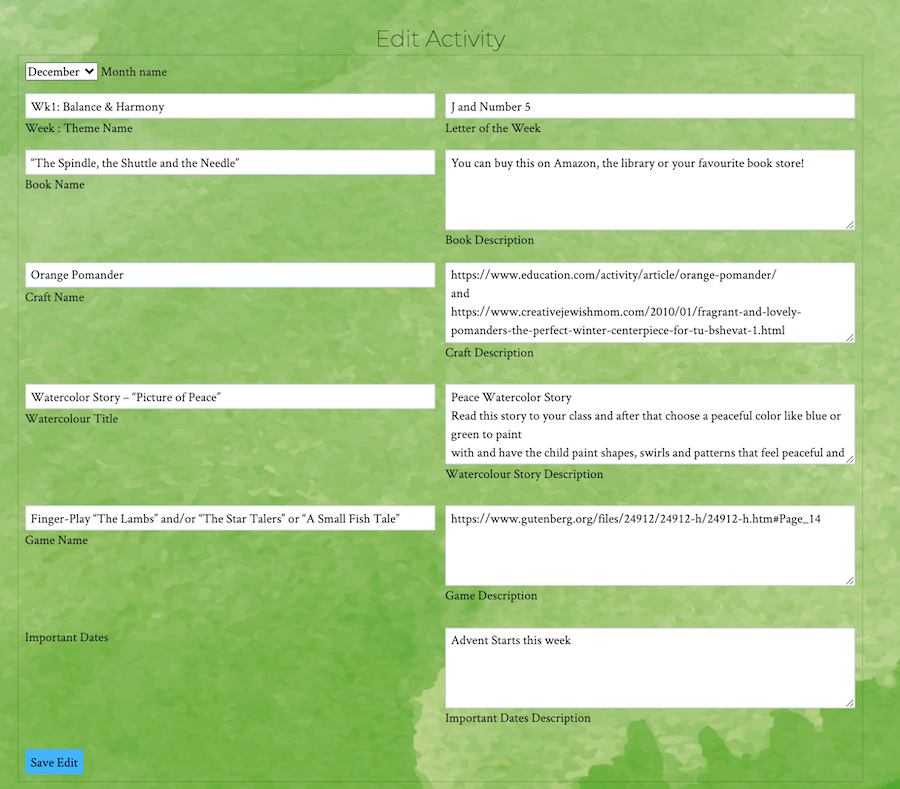 Edit Activity
December Month name
Wk1: Balance & Harmony
Week : Theme Name
J and Number 5
Letter of the Week
“The Spindle, the Shuttle and the Needle”
Book Name
You can buy this on Amazon, the library or your favourite book store!
Book Description
Orange Pomander
Craft Name
https://www.education.com/activity/article/orange-pomander/
and
https://www.creativejewishmom.com/2010/01/fragrant-and-lovely-
pomanders-the-perfect-winter-centerpiece-for-tu-bshevat-1.html
Craft Description
Watercolor Story – “Picture of Peace”
Watercolour Title
Peace Watercolor Story
Read this story to your class and after that choose a peaceful color like blue or
green to paint
with and have the child paint shapes, swirls and patterns that feel peaceful and
Watercolour Story Description
Finger-Play “The Lambs” and/or “The Star Talers” or “A Small Fish Tale”
Game Name
https://www.gutenberg.org/files/24912/24912-h/24912-h.htm#Page_14
Game Description
Important Dates
Advent Starts this week
Important Dates Description
Save Edit